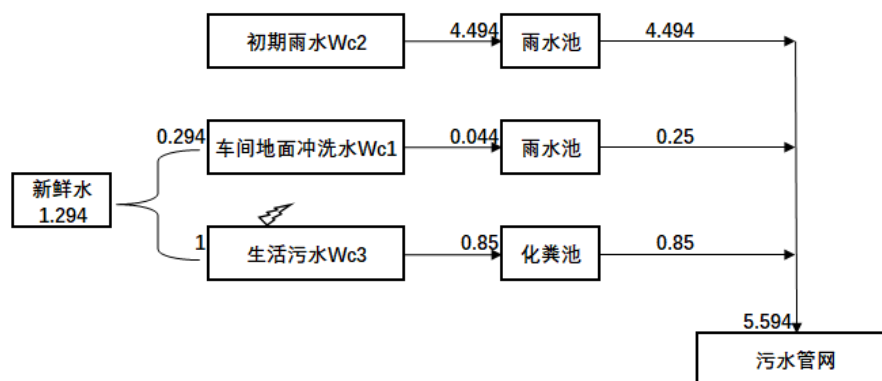 初期雨水Wc2
4.494
雨水池
4.494
0.294
车间地面冲洗水Wc1
0.044
雨水池
0.25
新鲜水
1.294
1
生活污水Wc3
0.85
化粪池
0.85
5.594
污水管网